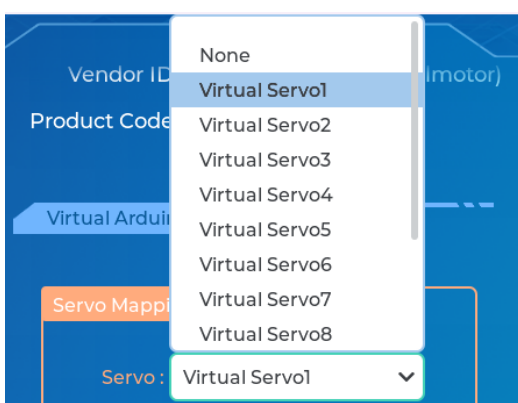 None
Vendor ID
lmotor)
Virtual Servo1
Product Code
Virtual Servo2
Virtual Servo3
Virtual Servo4
Virtual Ardui
Virtual Servo5
Virtual Servo6
Servo Mappi
Virtual Servo7
Virtual Servo8
Servo : Virtual Servo1